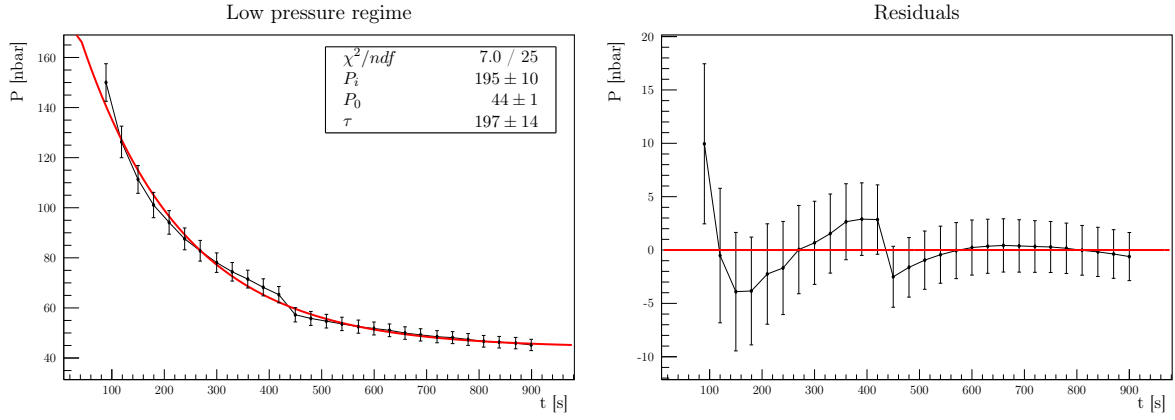 Low pressure regime
P [nbar]
160
140
120
100
80
60
40
χ²/ndf 7.0 / 25
P_i 195 ± 10
P_0 44 ± 1
τ 197 ± 14
100 200 300 400 500 600 700 800 900
t [s]
Residuals
P [nbar]
20
15
10
5
0
-5
-10
100 200 300 400 500 600 700 800 900
t [s]